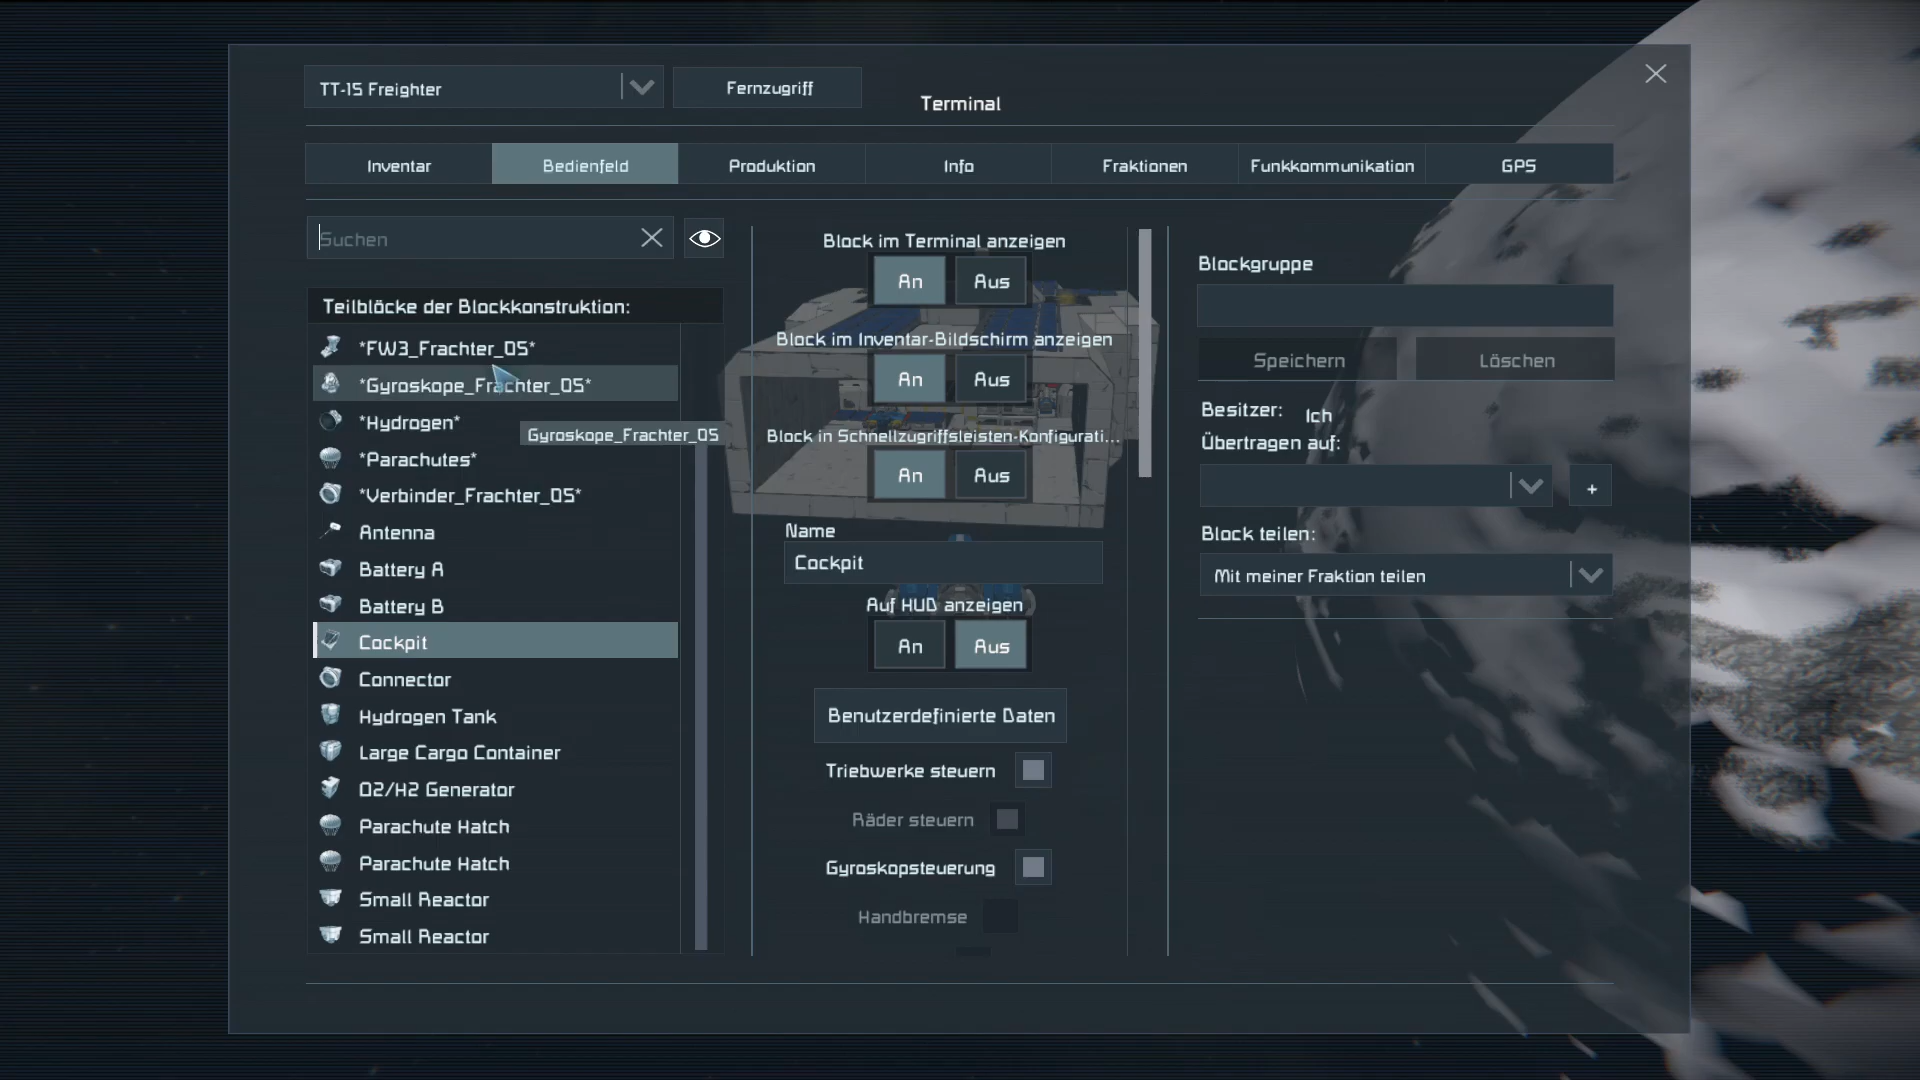 TT-15 Freighter
Fernzugriff
Terminal
Inventar
Bedienfeld
Produktion
Info
Fraktionen
Funkkommunikation
GPS
Suchen
Teilblöcke der Blockkonstruktion:
*FW3_Frachter_05*
*Gyroskope_Frachter_05*
*Hydrogen*
Gyroskope_Frachter_05
*Parachutes*
*Verbinder_Frachter_05*
Antenna
Battery A
Battery B
Cockpit
Connector
Hydrogen Tank
Large Cargo Container
O2/H2 Generator
Parachute Hatch
Parachute Hatch
Small Reactor
Small Reactor
Block im Terminal anzeigen
An
Aus
Block im Inventar-Bildschirm anzeigen
An
Aus
Block in Schnellzugriffsleisten-Konfigurati...
An
Aus
Name
Cockpit
Auf HUD anzeigen
An
Aus
Benutzerdefinierte Daten
Triebwerke steuern
Räder steuern
Gyroskopsteuerung
Handbremse
Blockgruppe
Speichern
Löschen
Besitzer: Ich
Übertragen auf:
+
Block teilen:
Mit meiner Fraktion teilen